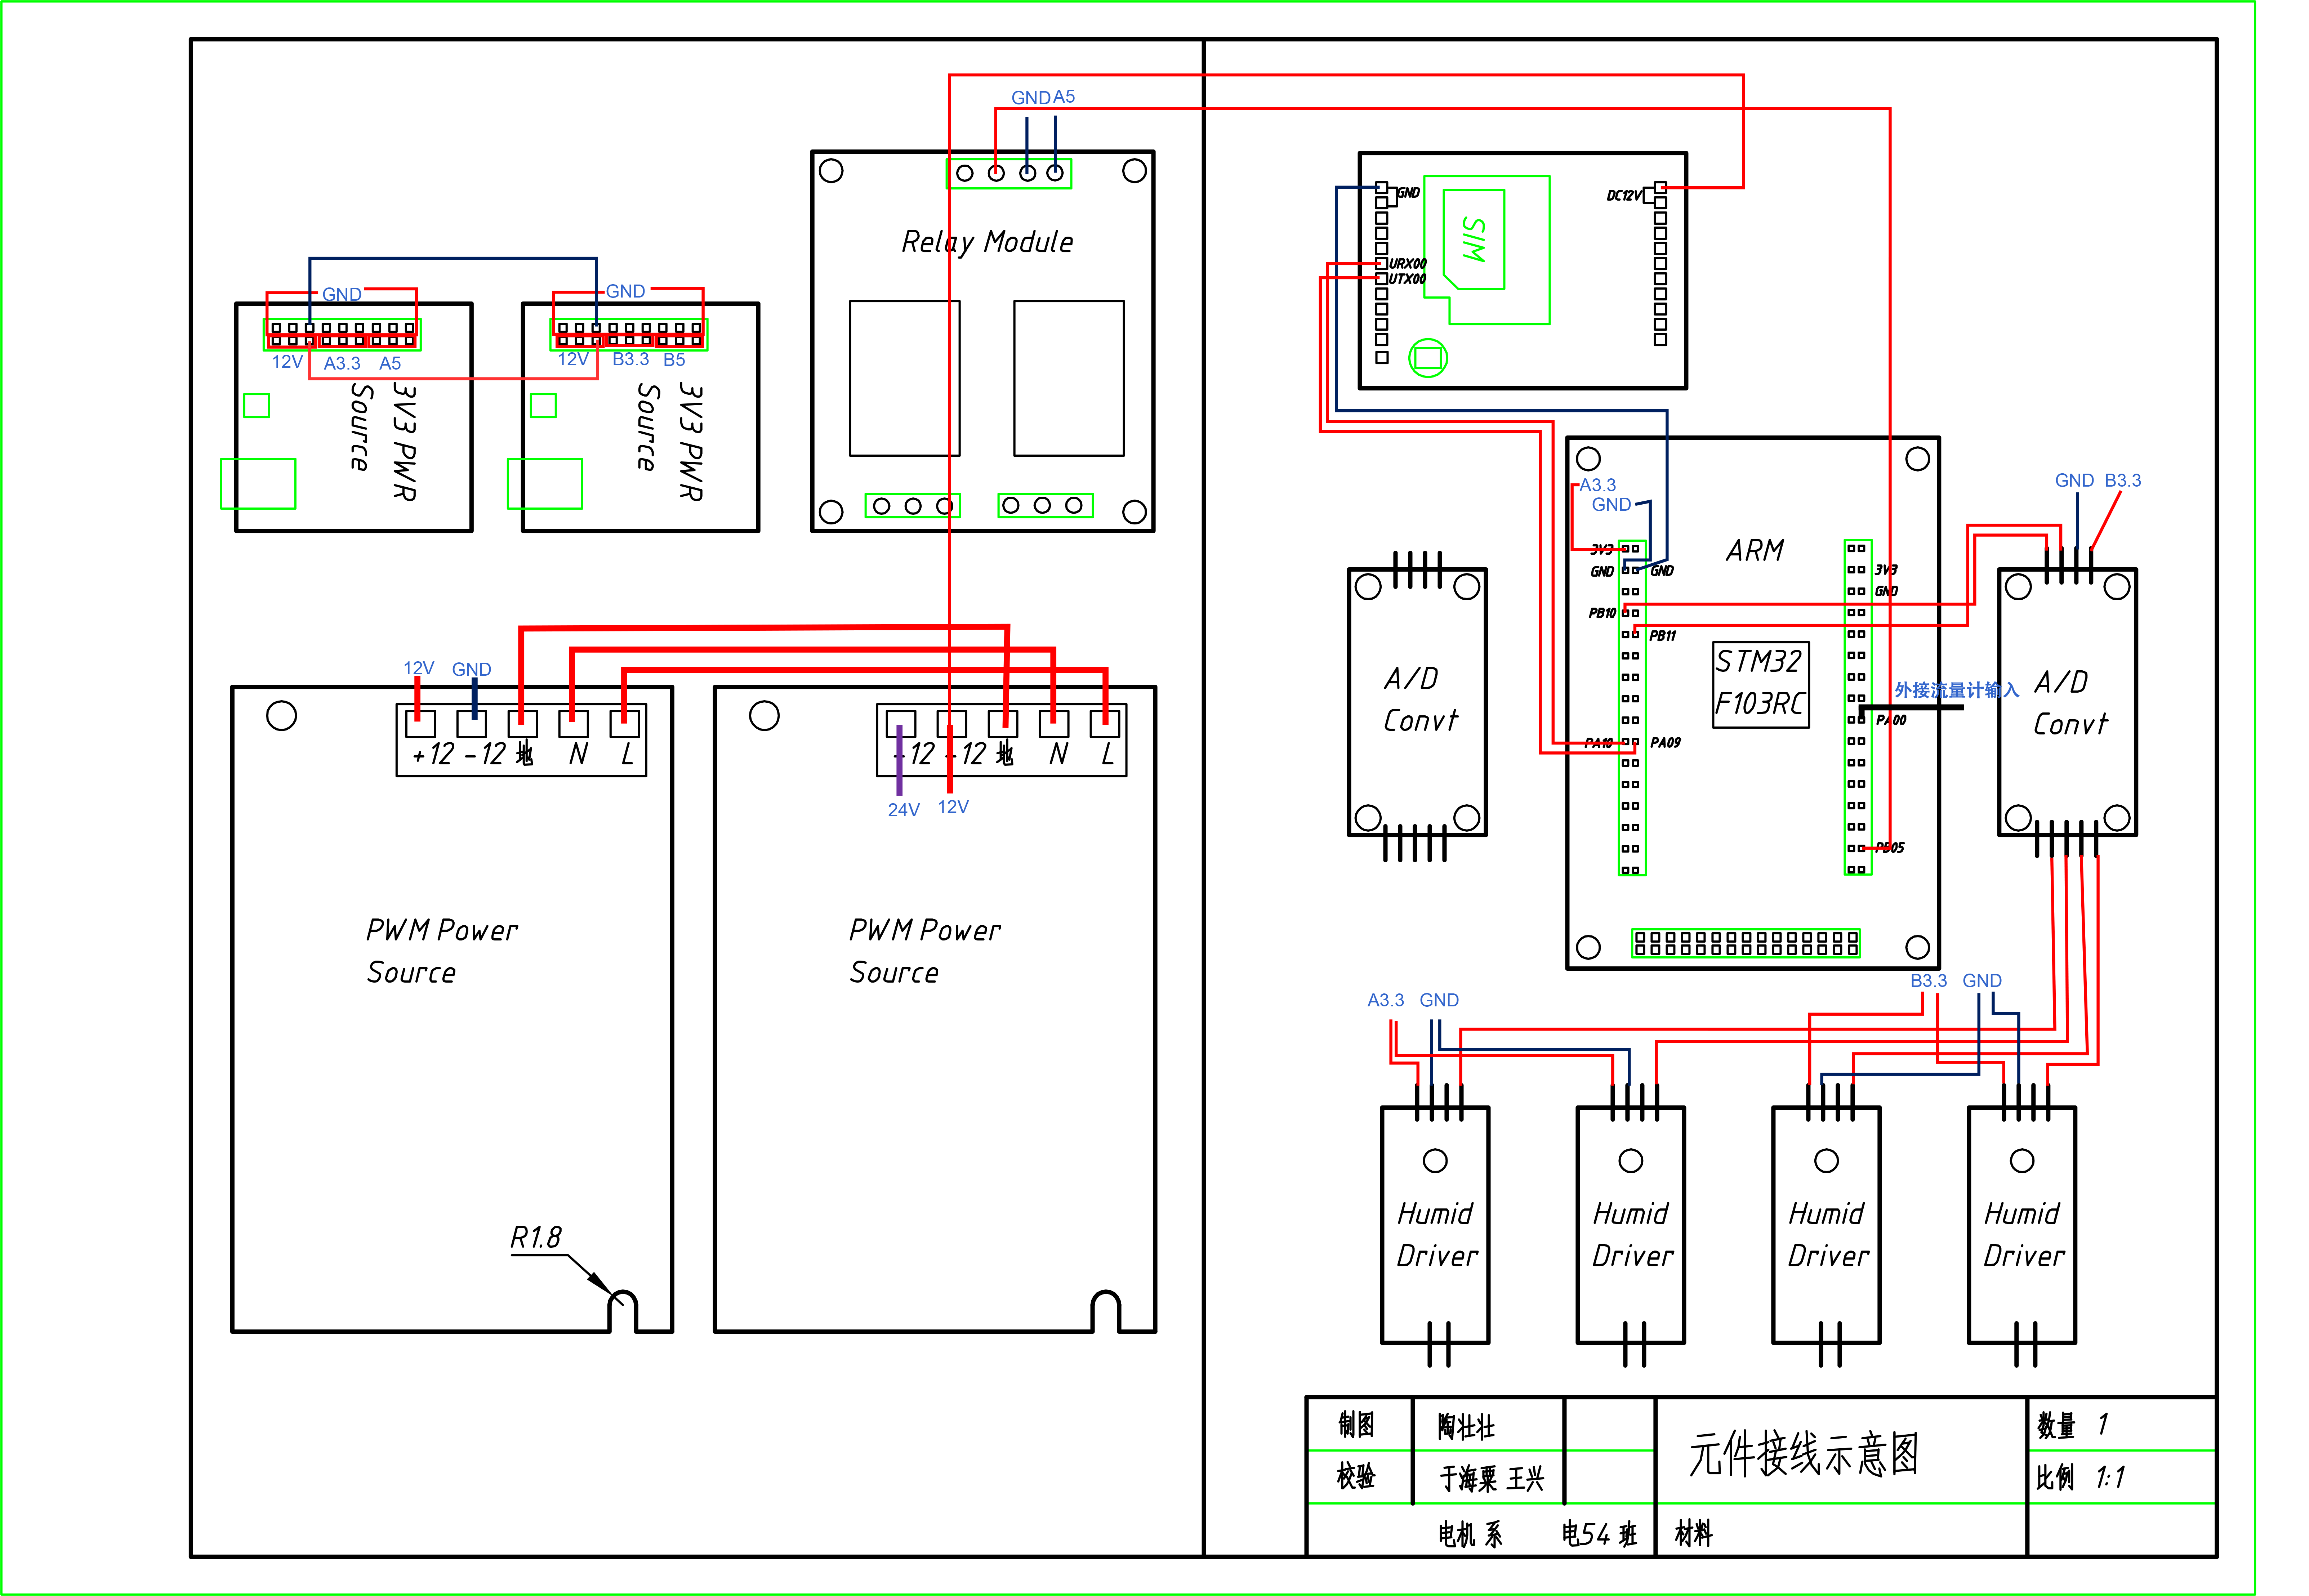 GND A5
Relay Module
GND
GND
12V A3.3 A5
12V B3.3 B5
3V3 PWR
Source
3V3 PWR
Source
GND
DC12V
SIM
URX00
UTX00
A3.3
GND
GND B3.3
ARM
3V3
GND GND
PB10
PB11
3V3
GND
STM32
F103RC
外接流量计输入
PA00
PA10 PA09
PB05
A/D
Convt
A/D
Convt
12V GND
+12 -12 地 N L
12 12 地 N L
24V 12V
PWM Power
Source
PWM Power
Source
R1.8
A3.3 GND
B3.3 GND
Humid
Driver
Humid
Driver
Humid
Driver
Humid
Driver
制图 陶壮壮 元件接线示意图 数量 1
校验 于海粟 王兴 比例 1:1
电机系 电54班 材料